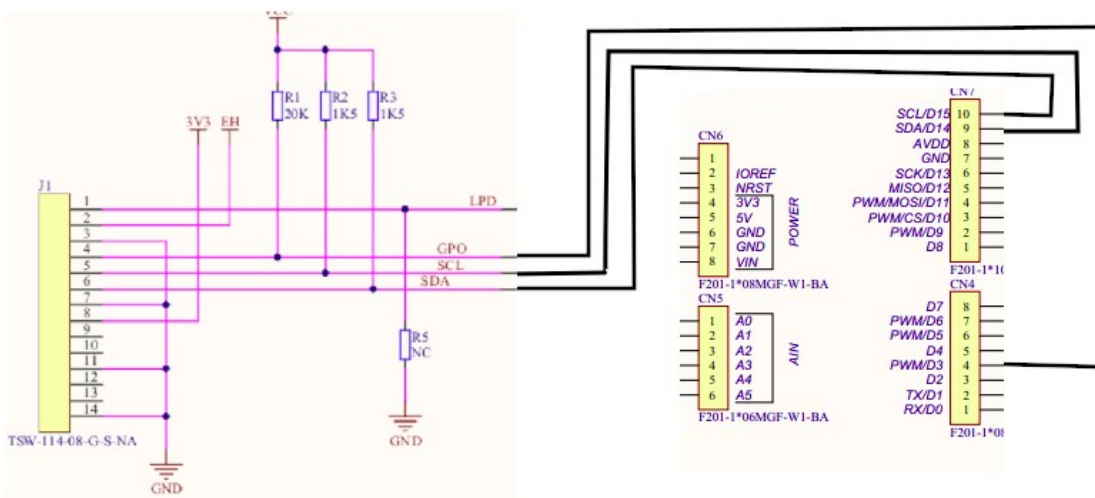 VCC
R1
20K
R2
1K5
R3
1K5
3V3
EH
J1
1
LPD
2
3
4
GPO
5
SCL
6
SDA
7
8
9
10
11
12
13
14
R5
NC
GND
TSW-114-08-G-S-NA
GND
CN6
1
2
IOREF
3
NRST
4
3V3
5
5V
6
GND
7
GND
8
VIN
POWER
F201-1*08MGF-W1-BA
CN5
1
A0
2
A1
3
A2
4
A3
5
A4
6
A5
AIN
F201-1*06MGF-W1-BA
CN7
SCL/D15
10
SDA/D14
9
AVDD
8
GND
7
SCK/D13
6
MISO/D12
5
PWM/MOSI/D11
4
PWM/CS/D10
3
PWM/D9
2
D8
1
F201-1*10
CN4
D7
8
PWM/D6
7
PWM/D5
6
D4
5
PWM/D3
4
D2
3
TX/D1
2
RX/D0
1
F201-1*08